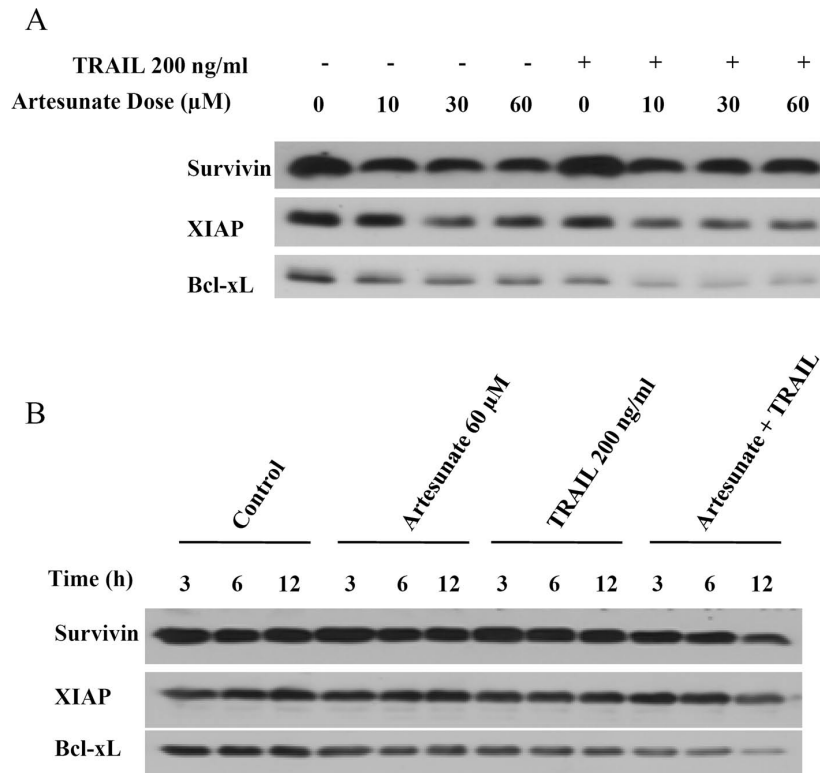 A
TRAIL 200 ng/ml - - - - + + + +
Artesunate Dose (µM) 0 10 30 60 0 10 30 60
Survivin
XIAP
Bcl-xL
B
Control
Artesunate 60 µM
TRAIL 200 ng/ml
Artesunate + TRAIL
Time (h) 3 6 12 3 6 12 3 6 12 3 6 12
Survivin
XIAP
Bcl-xL